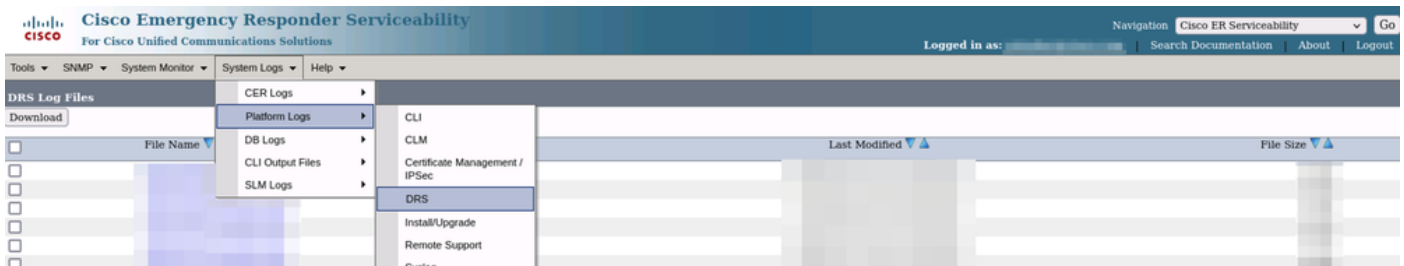 Cisco Emergency Responder Serviceability
CISCO
For Cisco Unified Communications Solutions
Navigation Cisco ER Serviceability Go
Logged in as: | Search Documentation | About | Logout
Tools SNMP System Monitor System Logs Help
DRS Log Files
Download
File Name
Last Modified
File Size
CER Logs
Platform Logs
DB Logs
CLI Output Files
SLM Logs
CLI
CLM
Certificate Management /
IPSec
DRS
Install/Upgrade
Remote Support